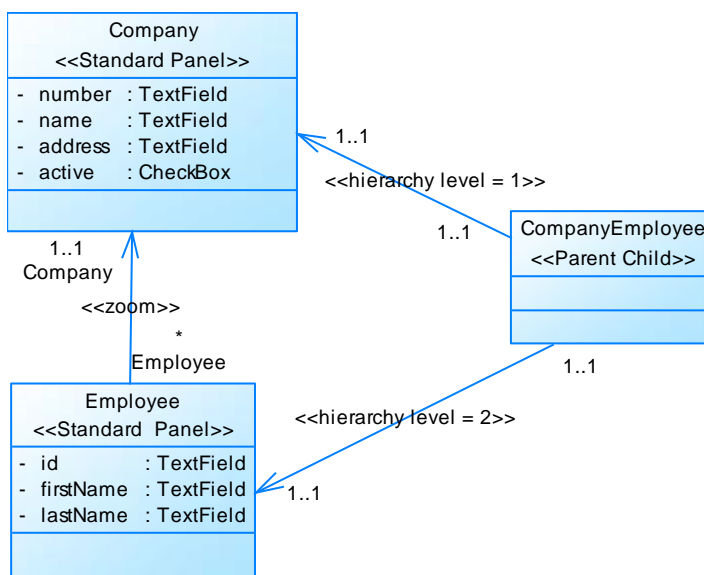 Company
<<Standard Panel>>
- number : TextField
- name : TextField
- address : TextField
- active : CheckBox
1..1
<<hierarchy level = 1>>
1..1
CompanyEmployee
<<Parent Child>>
1..1
Company
<<zoom>>
*
Employee
1..1
<<hierarchy level = 2>>
1..1
Employee
<<Standard Panel>>
- id : TextField
- firstName : TextField
- lastName : TextField